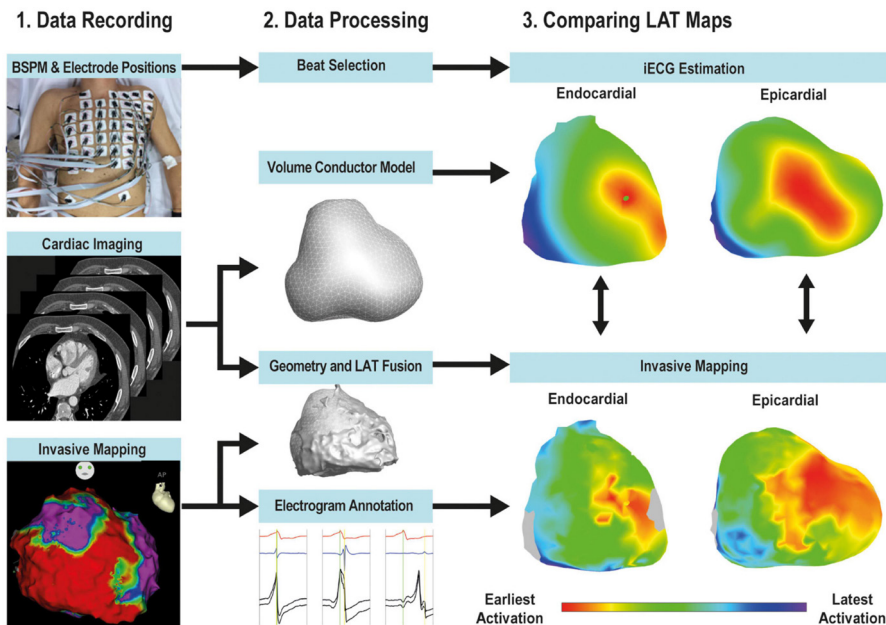 1. Data Recording
2. Data Processing
3. Comparing LAT Maps
BSPM & Electrode Positions
Beat Selection
iECG Estimation
Endocardial
Epicardial
Volume Conductor Model
Cardiac Imaging
Geometry and LAT Fusion
Invasive Mapping
Endocardial
Epicardial
Invasive Mapping
AP
Electrogram Annotation
Earliest
Activation
Latest
Activation